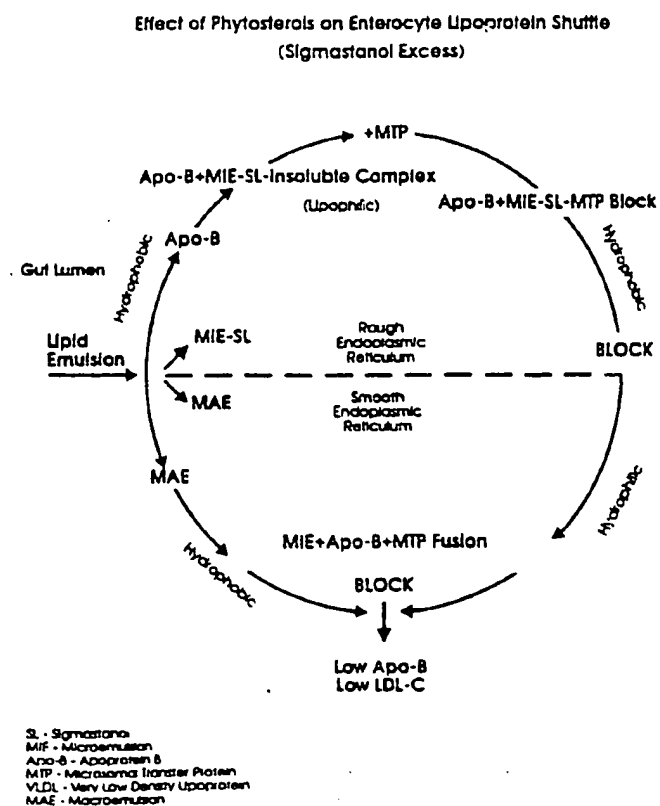 Effect of Phytosterols on Enterocyte Lipoprotein Shuttle
(Sigmastanol Excess)
+MTP
Apo-B+MIE-SL-Insoluble Complex
(Lipophilic)
Apo-B+MIE-SL-MTP Block
Apo-B
Hydrophobic
Hydrophobic
Gut Lumen
Lipid
Emulsion
MIE-SL
Rough
Endoplasmic
Reticulum
BLOCK
MAE
Smooth
Endoplasmic
Reticulum
MAE
Hydrophilic
Hydrophobic
MIE+Apo-B+MTP Fusion
BLOCK
Low Apo-B
Low LDL-C
SL - Sigmastanol
MIE - Microemulsion
Apo-B - Apoprotein B
MTP - Microsoma Transfer Protein
VLDL - Very Low Density Lipoprotein
MAE - Macroemulsion